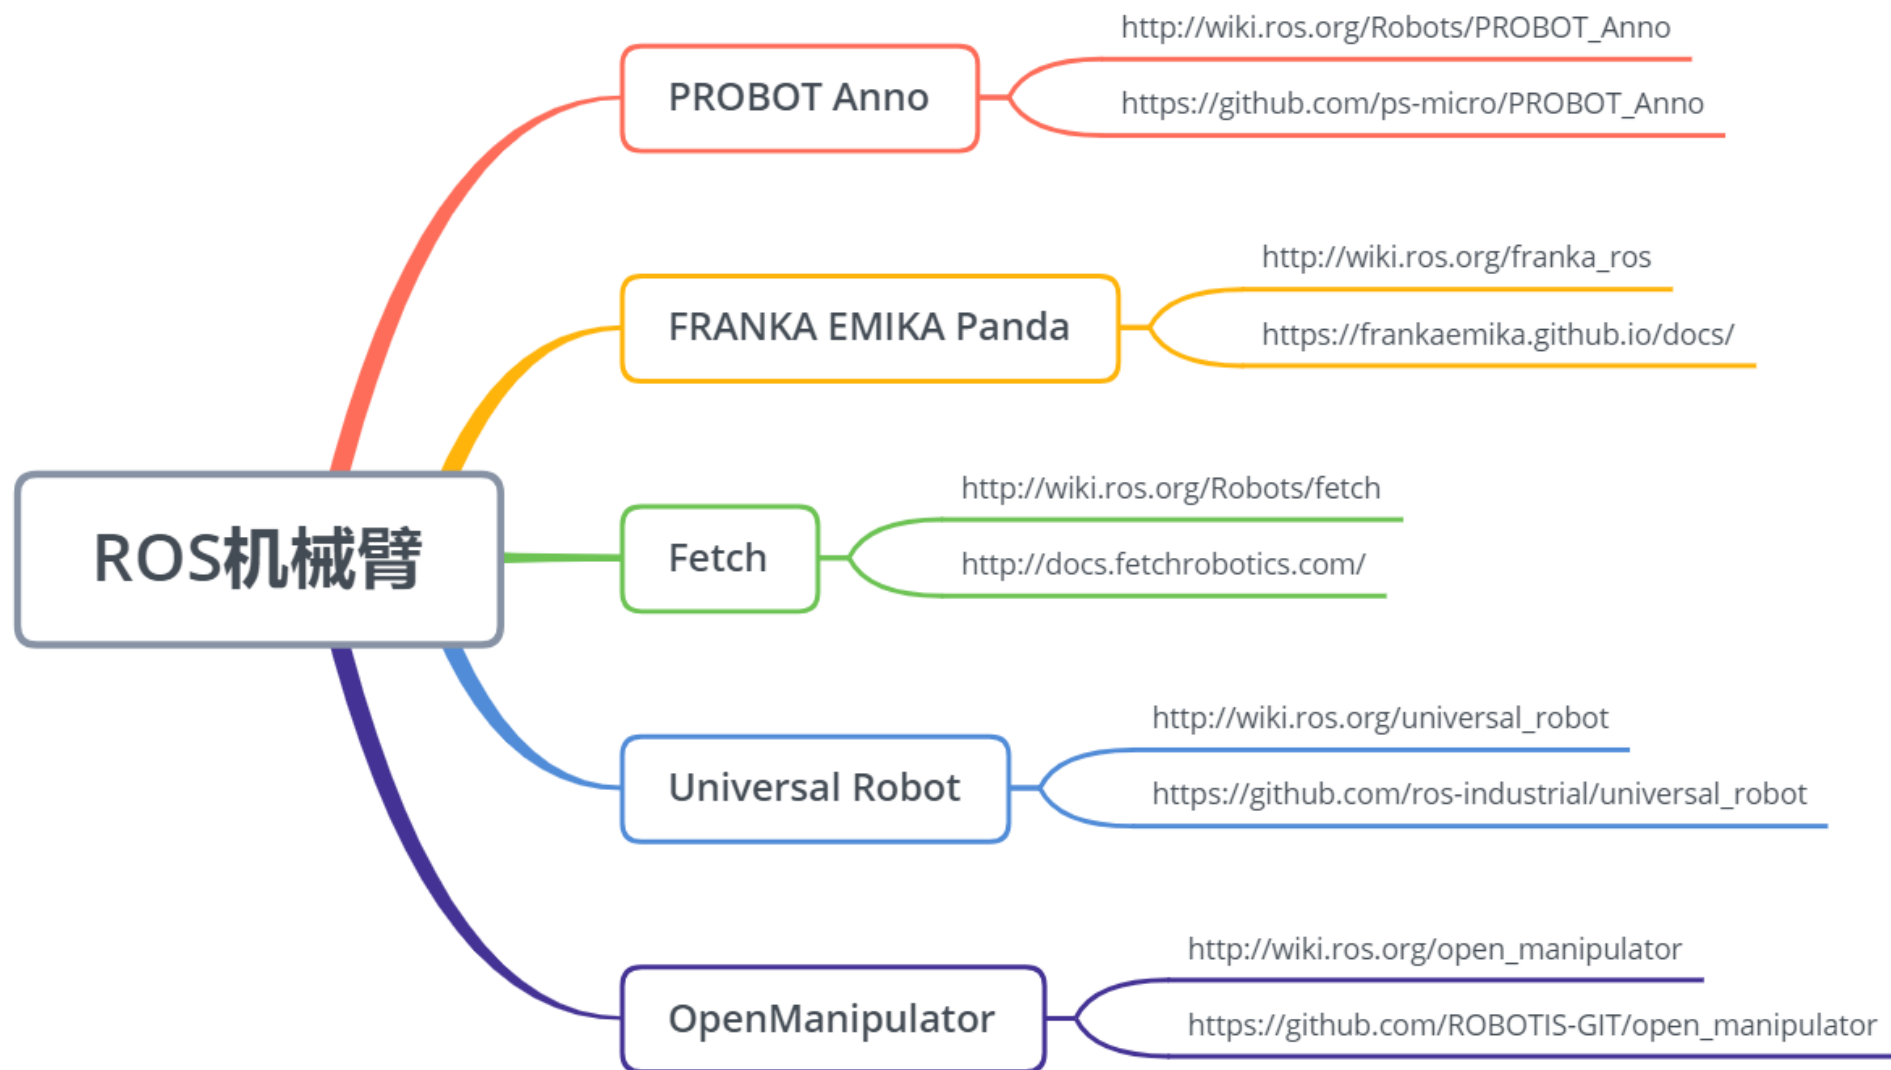 ROS机械臂
PROBOT Anno
http://wiki.ros.org/Robots/PROBOT_Anno
https://github.com/ps-micro/PROBOT_Anno
FRANKA EMIKA Panda
http://wiki.ros.org/franka_ros
https://frankaemika.github.io/docs/
Fetch
http://wiki.ros.org/Robots/fetch
http://docs.fetchrobotics.com/
Universal Robot
http://wiki.ros.org/universal_robot
https://github.com/ros-industrial/universal_robot
OpenManipulator
http://wiki.ros.org/open_manipulator
https://github.com/ROBOTIS-GIT/open_manipulator